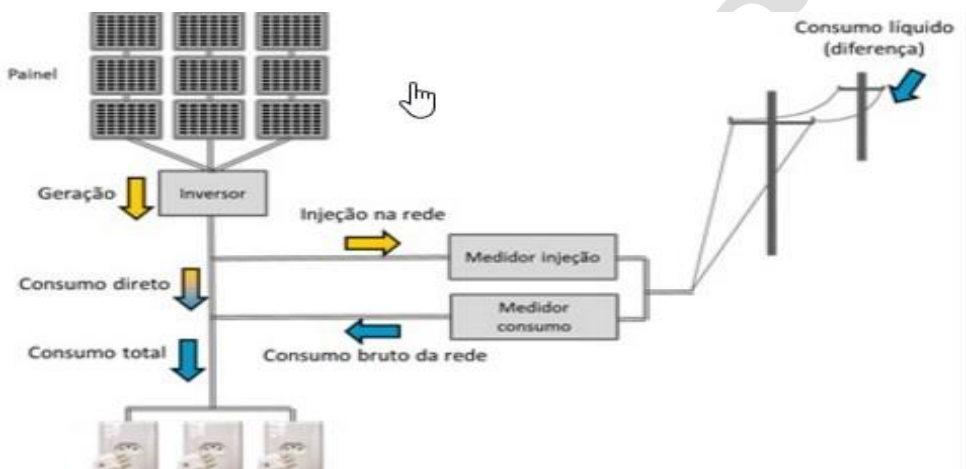 Consumo líquido
(diferença)
Painel
Geração
Inversor
Injeção na rede
Medidor injeção
Consumo direto
Medidor
consumo
Consumo total
Consumo bruto da rede